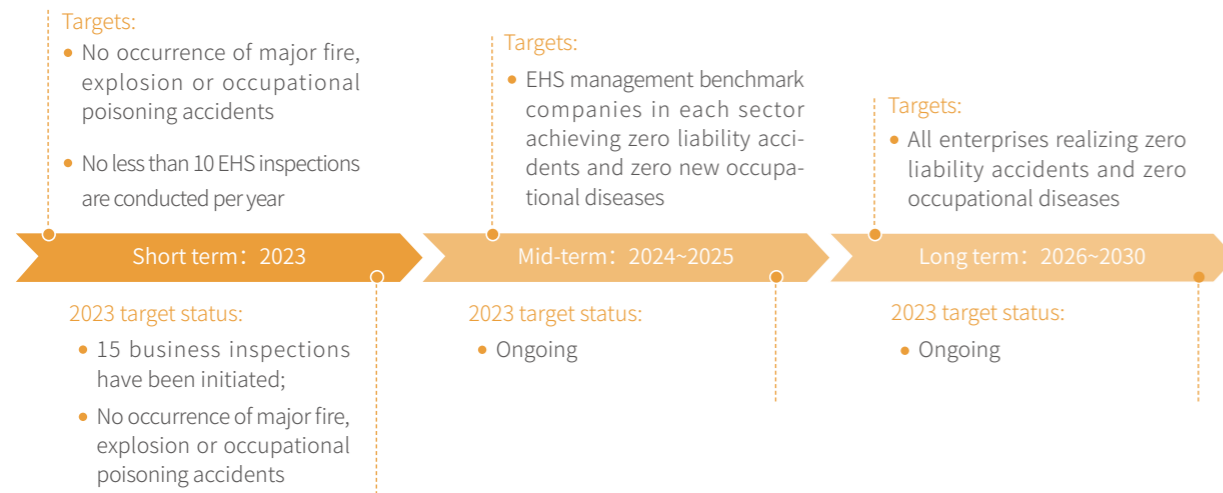 Targets:
• No occurrence of major fire,
explosion or occupational
poisoning accidents
• No less than 10 EHS inspections
are conducted per year
Short term：2023
2023 target status:
• 15 business inspections
have been initiated;
• No occurrence of major fire,
explosion or occupational
poisoning accidents
Targets:
• EHS management benchmark
companies in each sector
achieving zero liability acci-
dents and zero new occupa-
tional diseases
Mid-term：2024~2025
2023 target status:
• Ongoing
Targets:
• All enterprises realizing zero
liability accidents and zero
occupational diseases
Long term：2026~2030
2023 target status:
• Ongoing